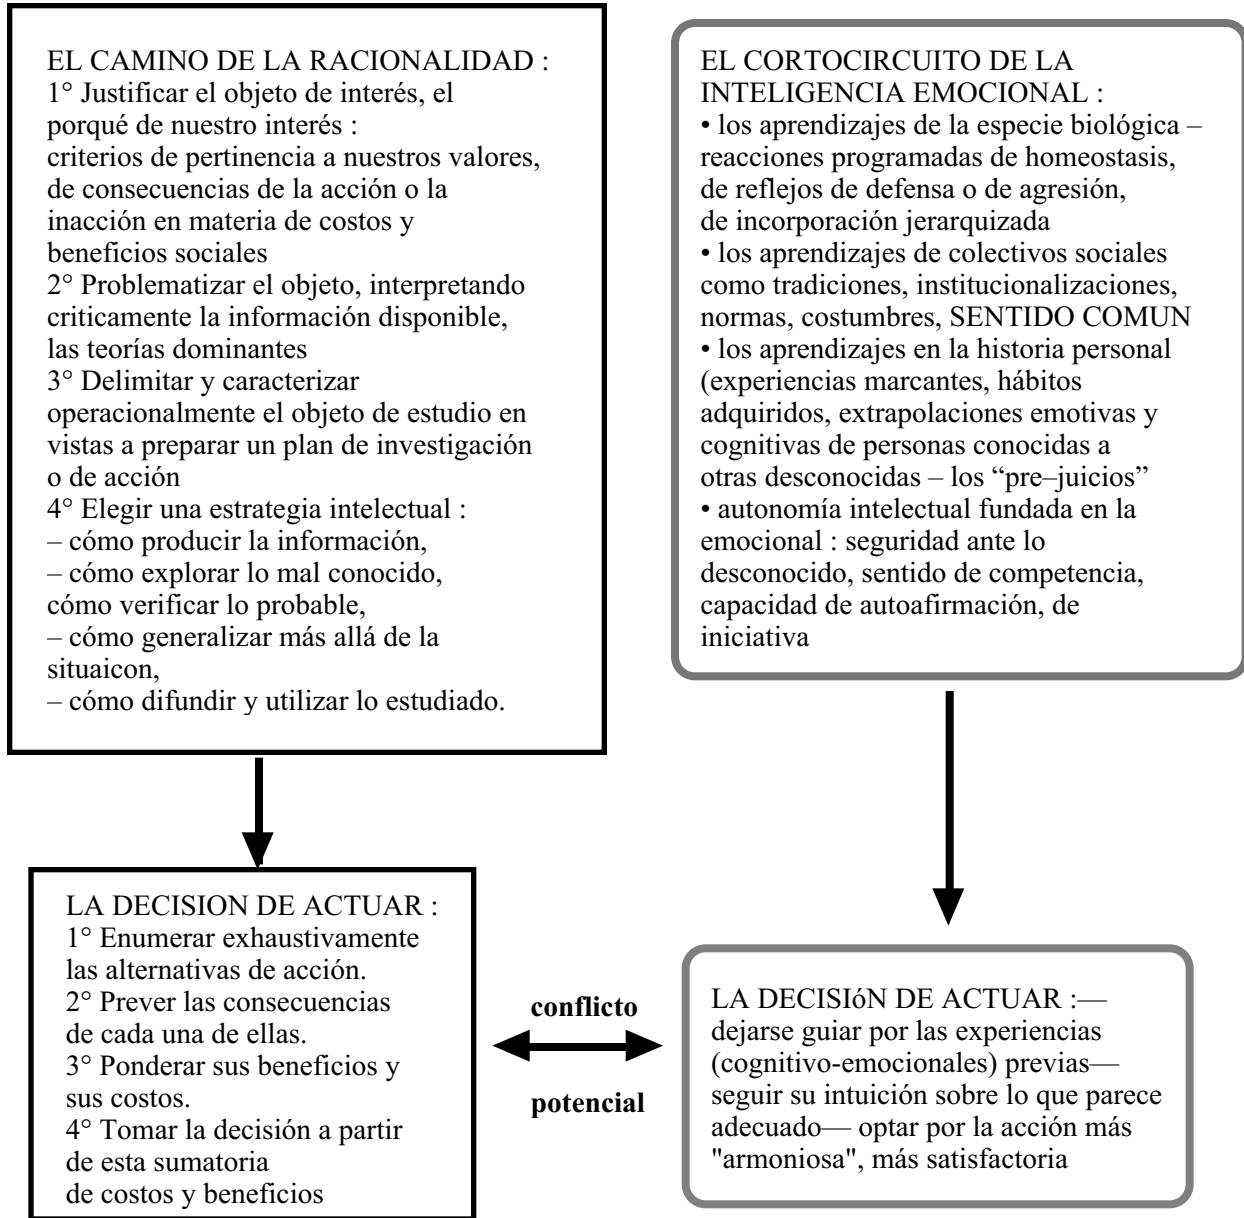 EL CAMINO DE LA RACIONALIDAD :
1° Justificar el objeto de interés, el
porqué de nuestro interés :
criterios de pertinencia a nuestros valores,
de consecuencias de la acción o la
inacción en materia de costos y
beneficios sociales
2° Problematizar el objeto, interpretando
criticamente la información disponible,
las teorías dominantes
3° Delimitar y caracterizar
operacionalmente el objeto de estudio en
vistas a preparar un plan de investigación
o de acción
4° Elegir una estrategia intelectual :
– cómo producir la información,
– cómo explorar lo mal conocido,
cómo verificar lo probable,
– cómo generalizar más allá de la
situaicon,
– cómo difundir y utilizar lo estudiado.
EL CORTOCIRCUITO DE LA
INTELIGENCIA EMOCIONAL :
• los aprendizajes de la especie biológica –
reacciones programadas de homeostasis,
de reflejos de defensa o de agresión,
de incorporación jerarquizada
• los aprendizajes de colectivos sociales
como tradiciones, institucionalizaciones,
normas, costumbres, SENTIDO COMUN
• los aprendizajes en la historia personal
(experiencias marcantes, hábitos
adquiridos, extrapolaciones emotivas y
cognitivas de personas conocidas a
otras desconocidas – los “pre–juicios”
• autonomía intelectual fundada en la
emocional : seguridad ante lo
desconocido, sentido de competencia,
capacidad de autoafirmación, de
iniciativa
LA DECISION DE ACTUAR :
1° Enumerar exhaustivamente
las alternativas de acción.
2° Prever las consecuencias
de cada una de ellas.
3° Ponderar sus beneficios y
sus costos.
4° Tomar la decisión a partir
de esta sumatoria
de costos y beneficios
conflicto
potencial
LA DECISIóN DE ACTUAR :—
dejarse guiar por las experiencias
(cognitivo-emocionales) previas—
seguir su intuición sobre lo que parece
adecuado— optar por la acción más
"armoniosa", más satisfactoria